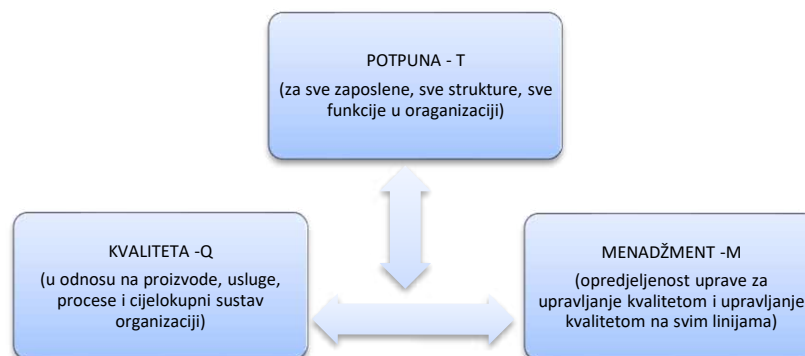 POTPUNA - T
(za sve zaposlene, sve strukture, sve
funkcije u oraganizaciji)
KVALITETA -Q
(u odnosu na proizvode, usluge,
procese i cijelokupni sustav
organizaciji)
MENADŽMENT -M
(opredjeljenost uprave za
upravljanje kvalitetom i upravljanje
kvalitetom na svim linijama)